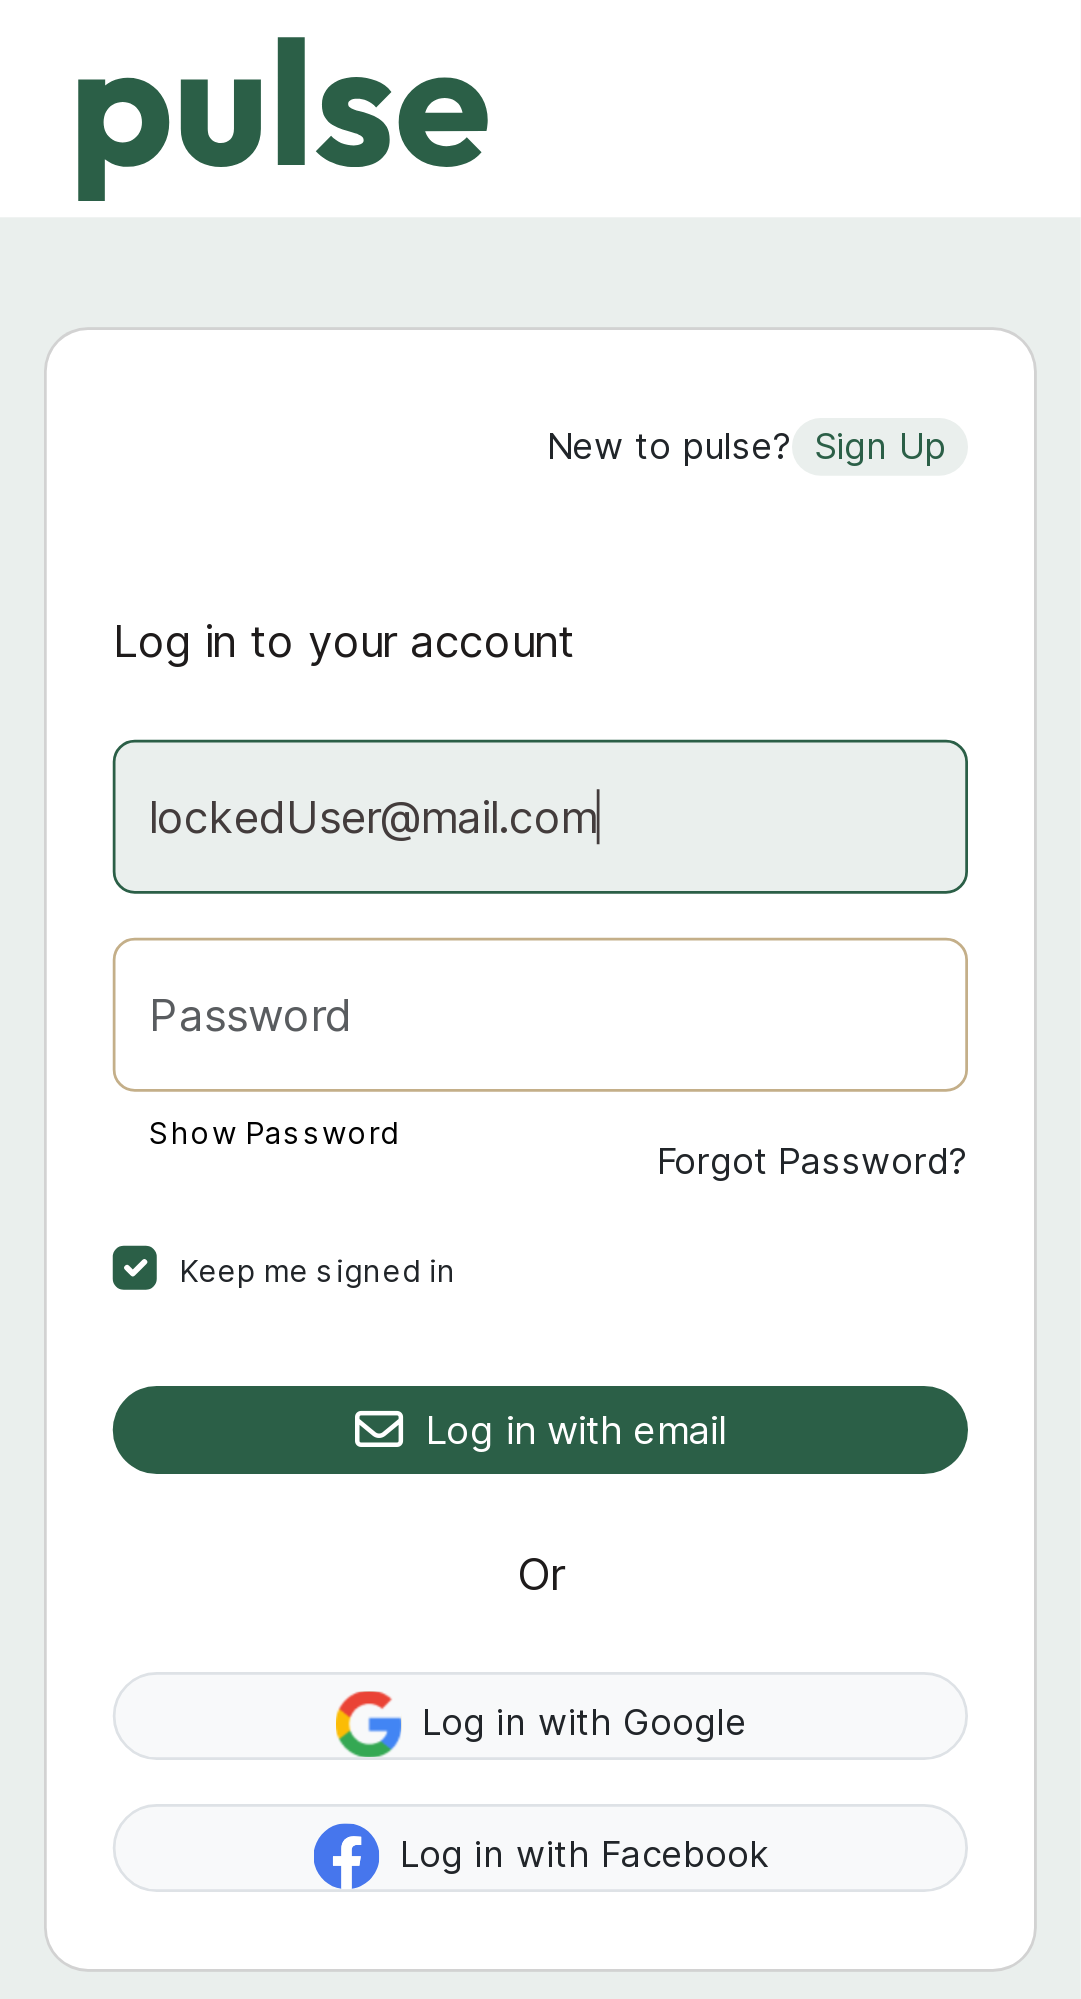 pulse
New to pulse? Sign Up
Log in to your account
lockedUser@mail.com
Password
Show Password
Forgot Password?
Keep me signed in
Log in with email
Or
Log in with Google
Log in with Facebook